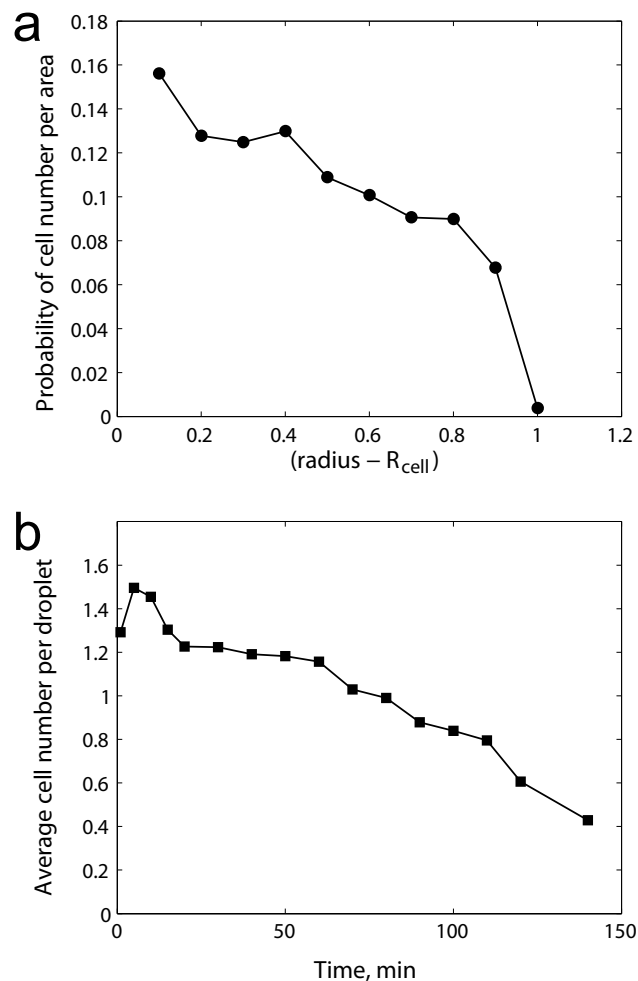 a
Probability of cell number per area
0.18
0.16
0.14
0.12
0.1
0.08
0.06
0.04
0.02
0
0 0.2 0.4 0.6 0.8 1 1.2
(radius − Rcell)
b
Average cell number per droplet
1.6
1.4
1.2
1
0.8
0.6
0.4
0.2
0
0 50 100 150
Time, min